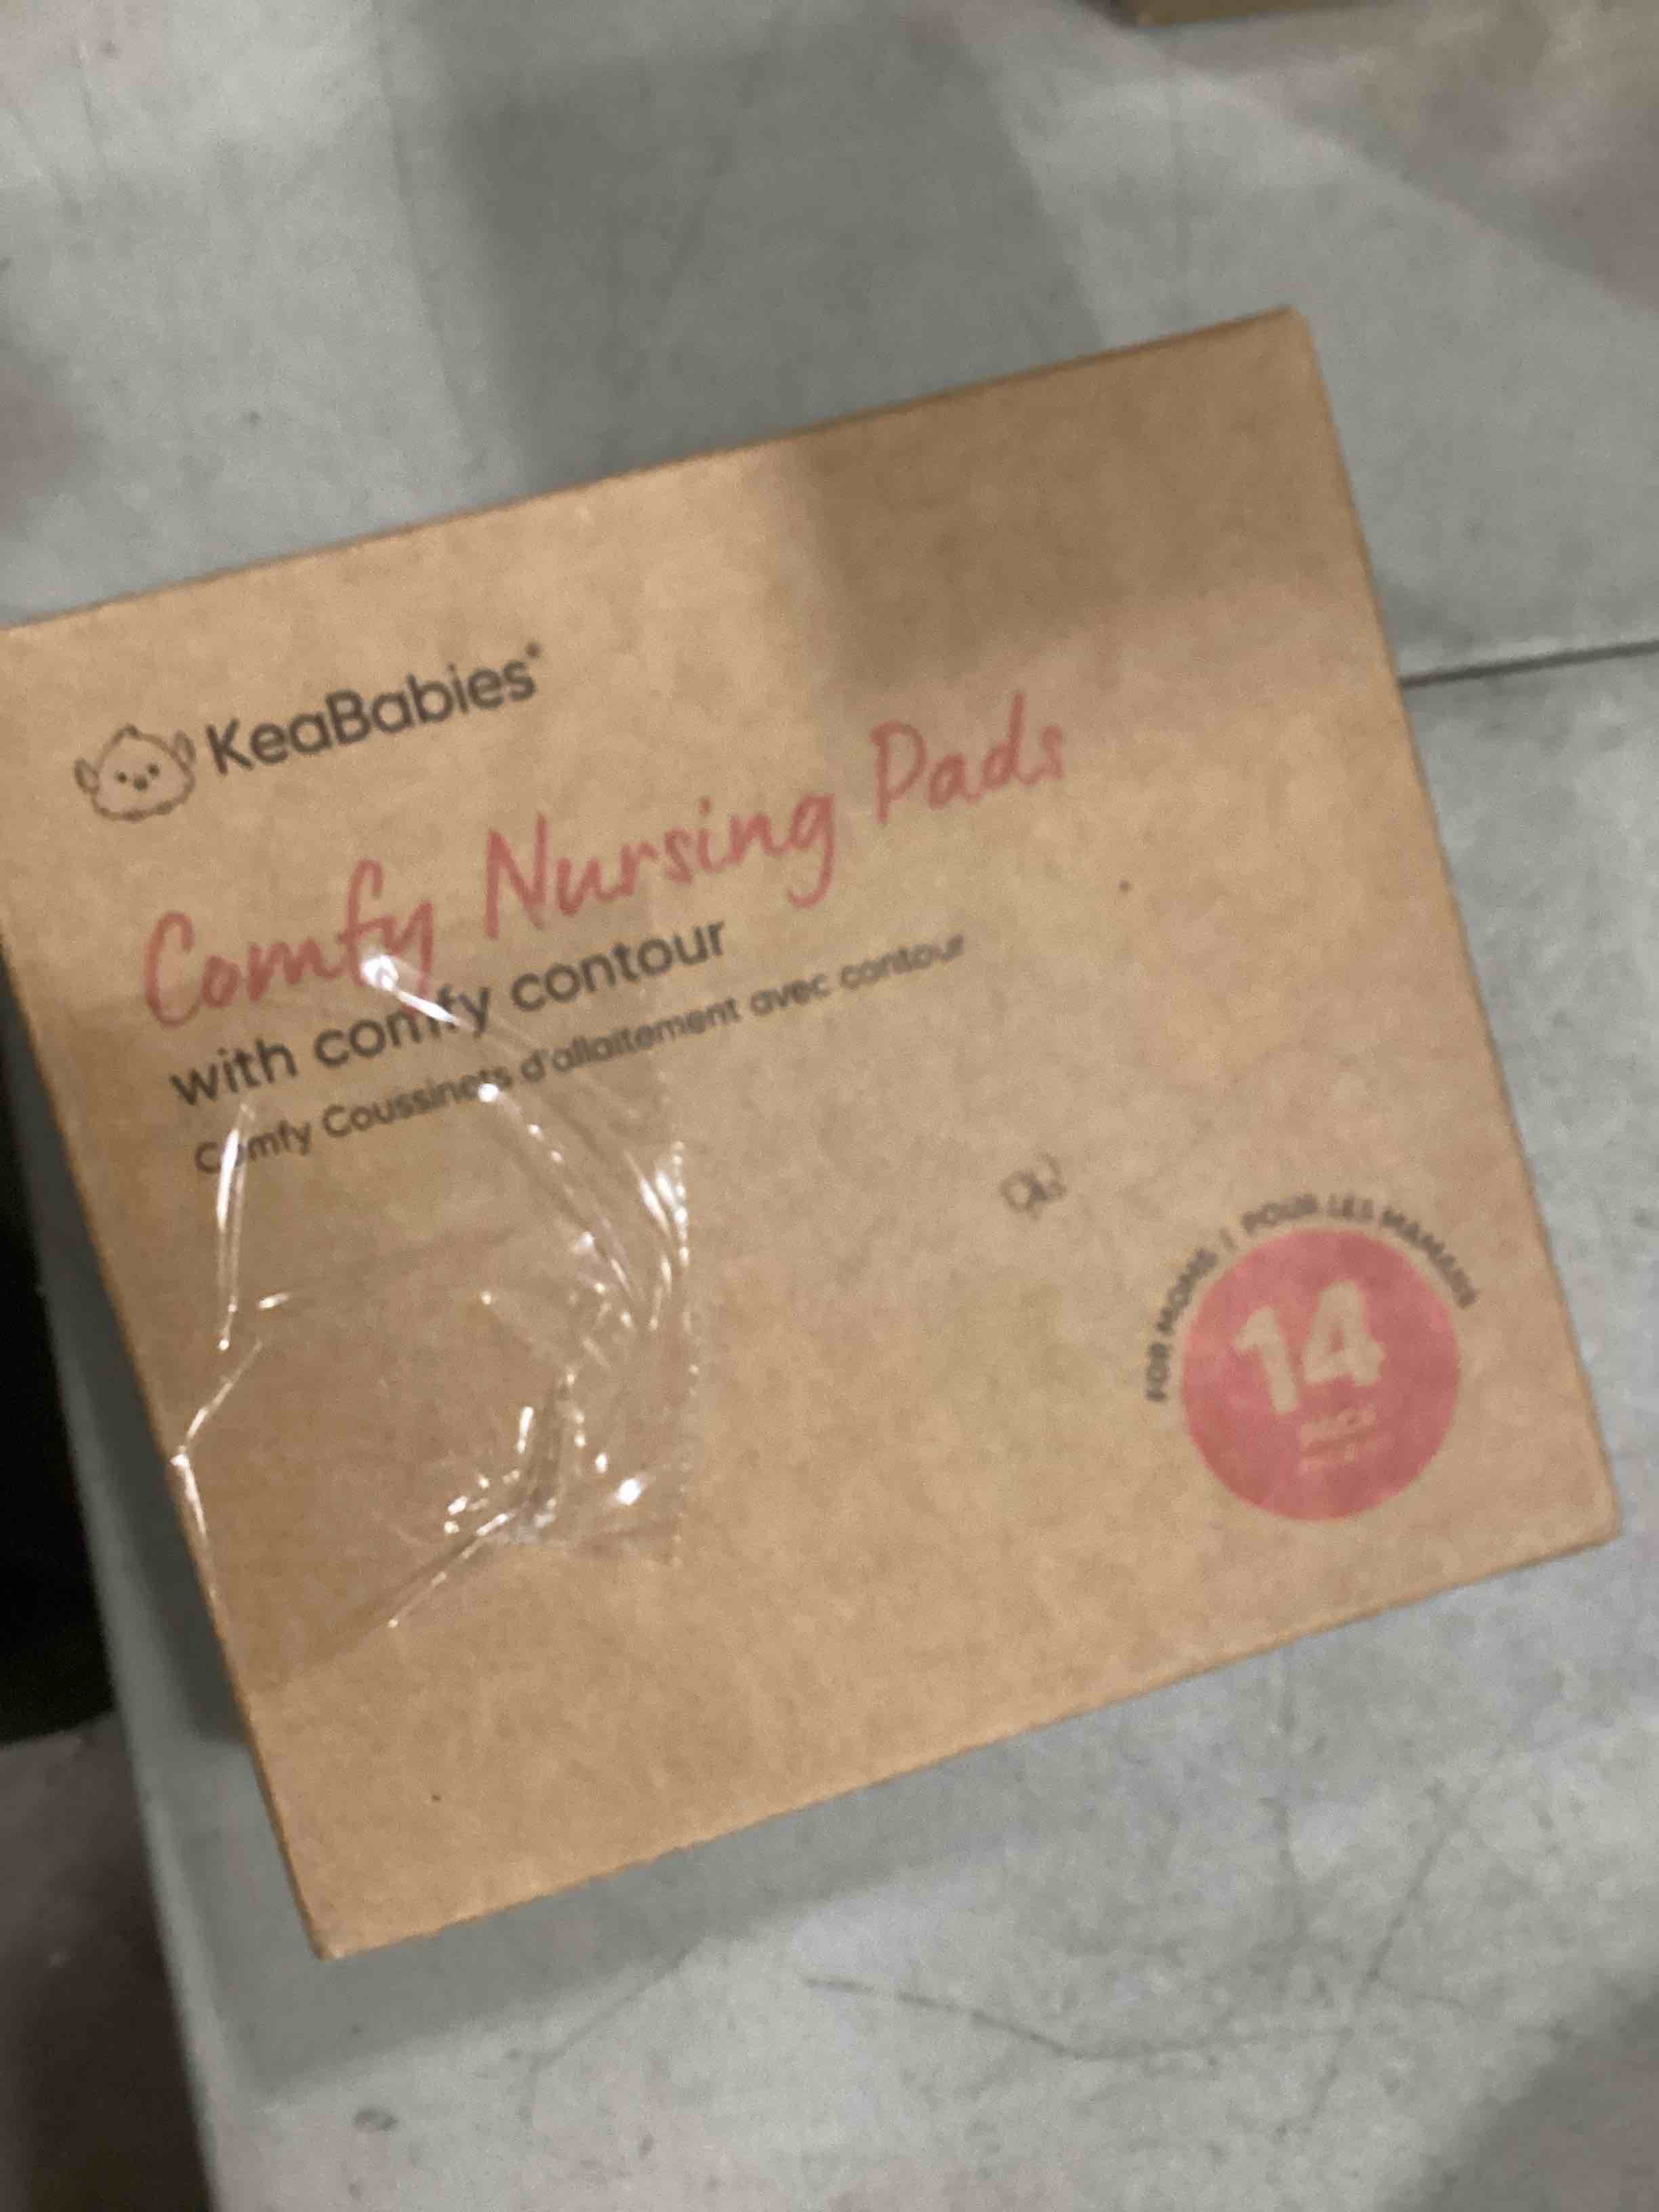 KeaBabies®
Comfy Nursing Pads
with comfy contour
Comfy Coussinets d'allaitement avec contour
FOR MOMS | POUR LES MAMANS
14
PACK